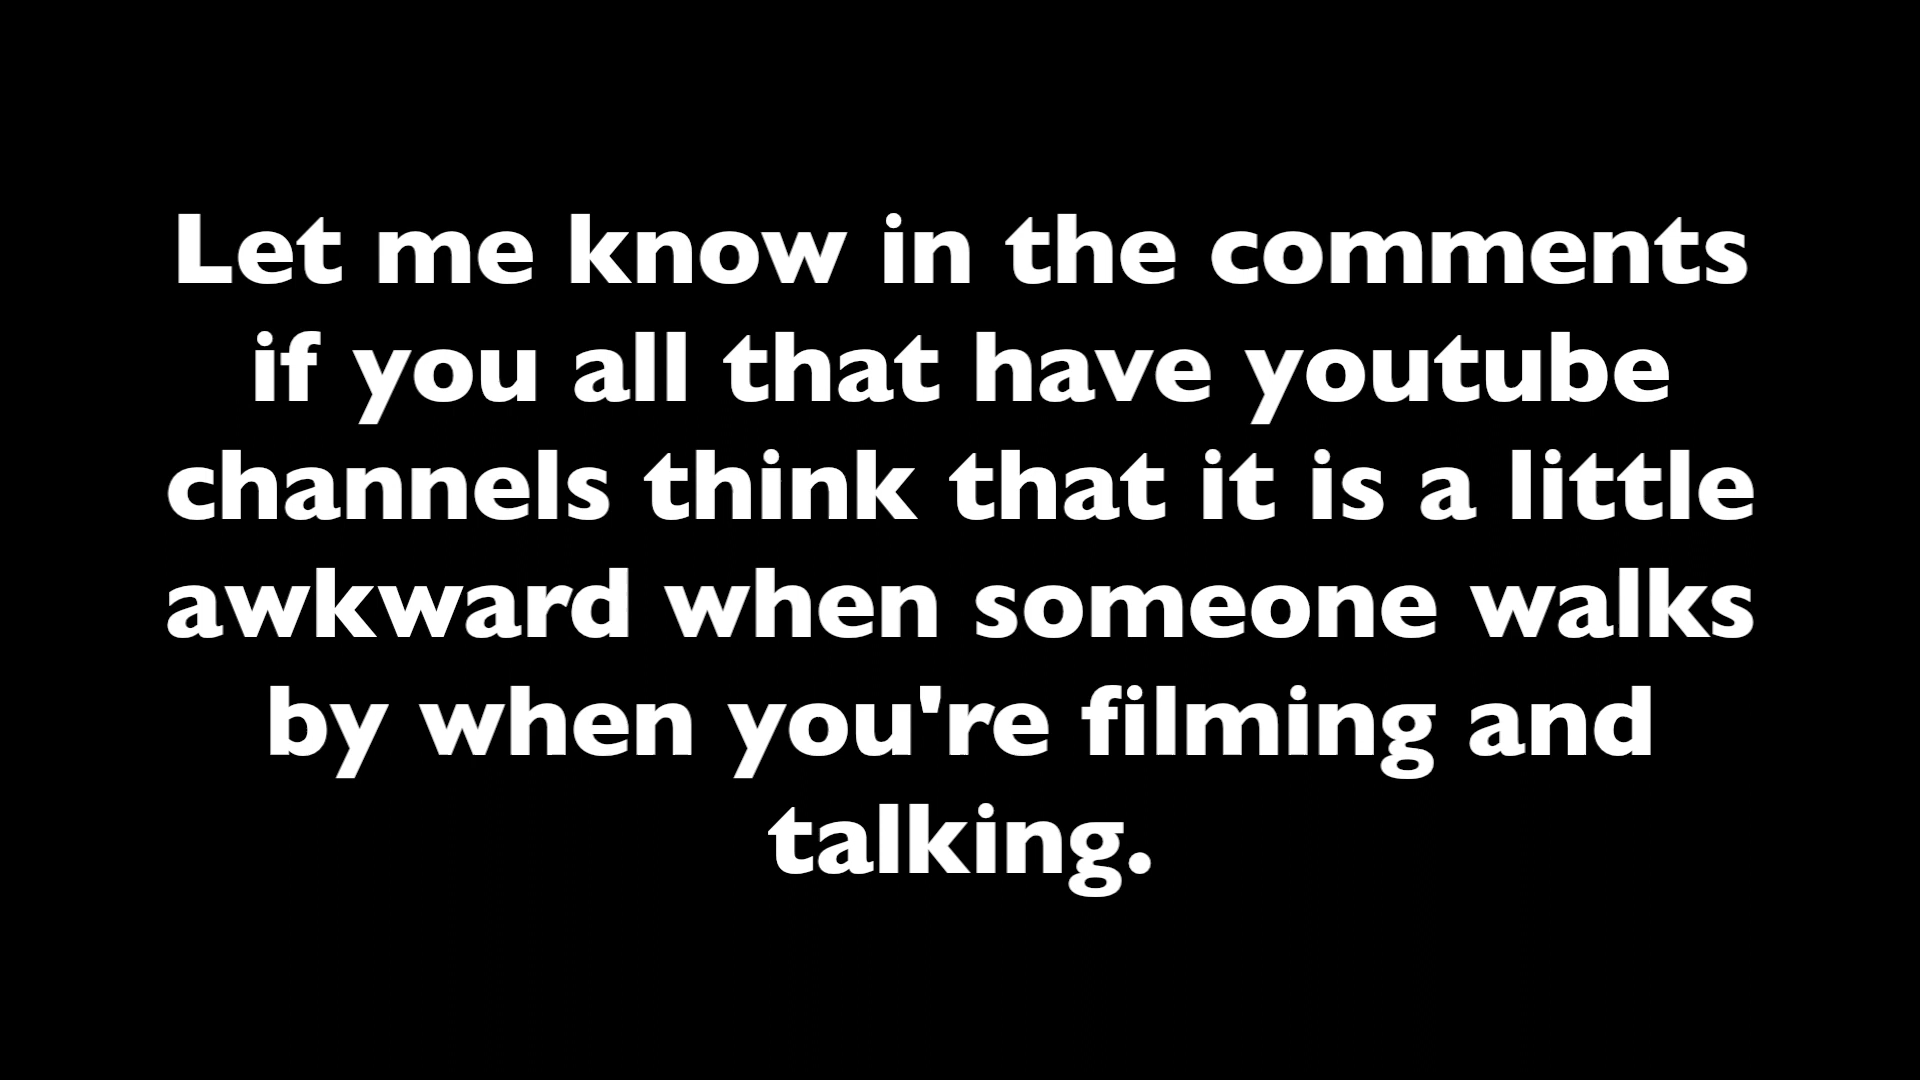 Let me know in the comments
if you all that have youtube
channels think that it is a little
awkward when someone walks
by when you're filming and
talking.